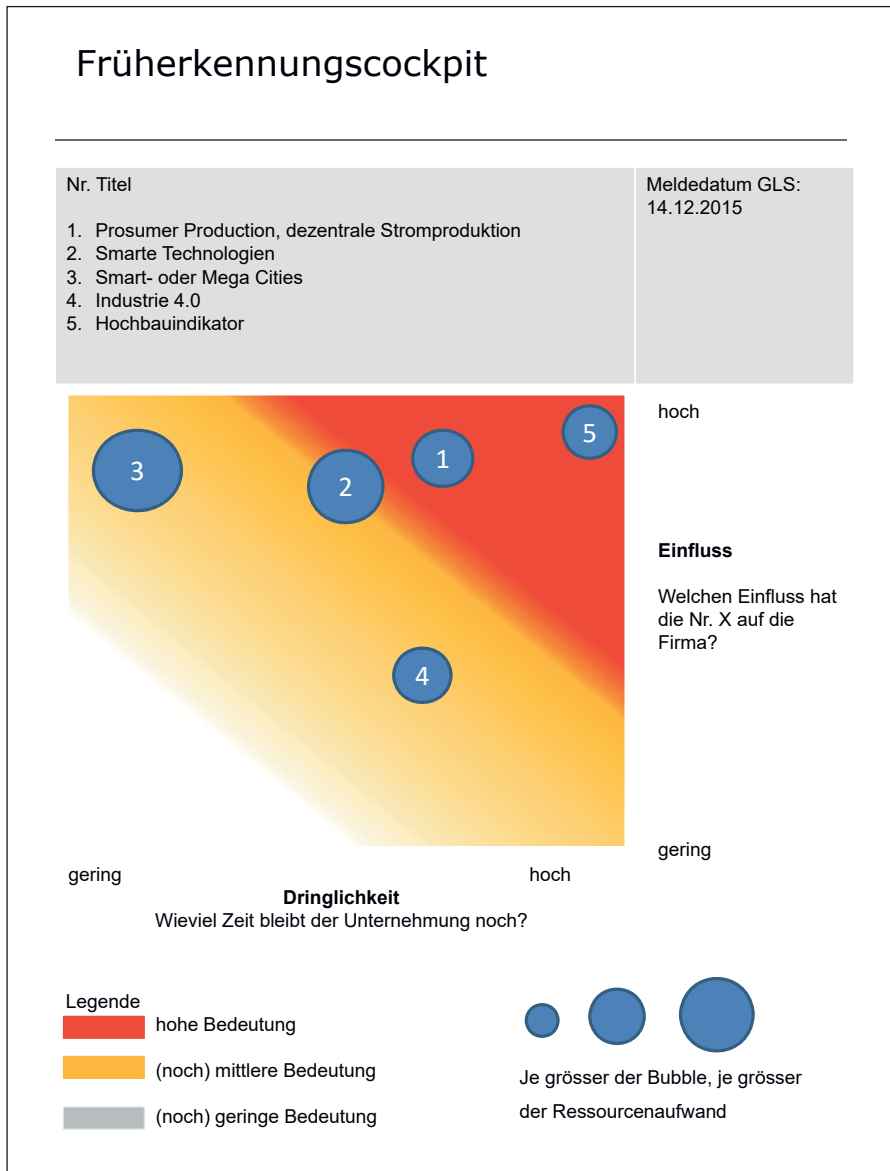 Früherkennungscockpit
Nr. Titel
1. Prosumer Production, dezentrale Stromproduktion
2. Smarte Technologien
3. Smart- oder Mega Cities
4. Industrie 4.0
5. Hochbauindikator
Meldedatum GLS:
14.12.2015
hoch
5
1
3
2
Einfluss
Welchen Einfluss hat
die Nr. X auf die
Firma?
4
gering
gering
hoch
Dringlichkeit
Wieviel Zeit bleibt der Unternehmung noch?
Legende
hohe Bedeutung
(noch) mittlere Bedeutung
(noch) geringe Bedeutung
Je grösser der Bubble, je grösser
der Ressourcenaufwand